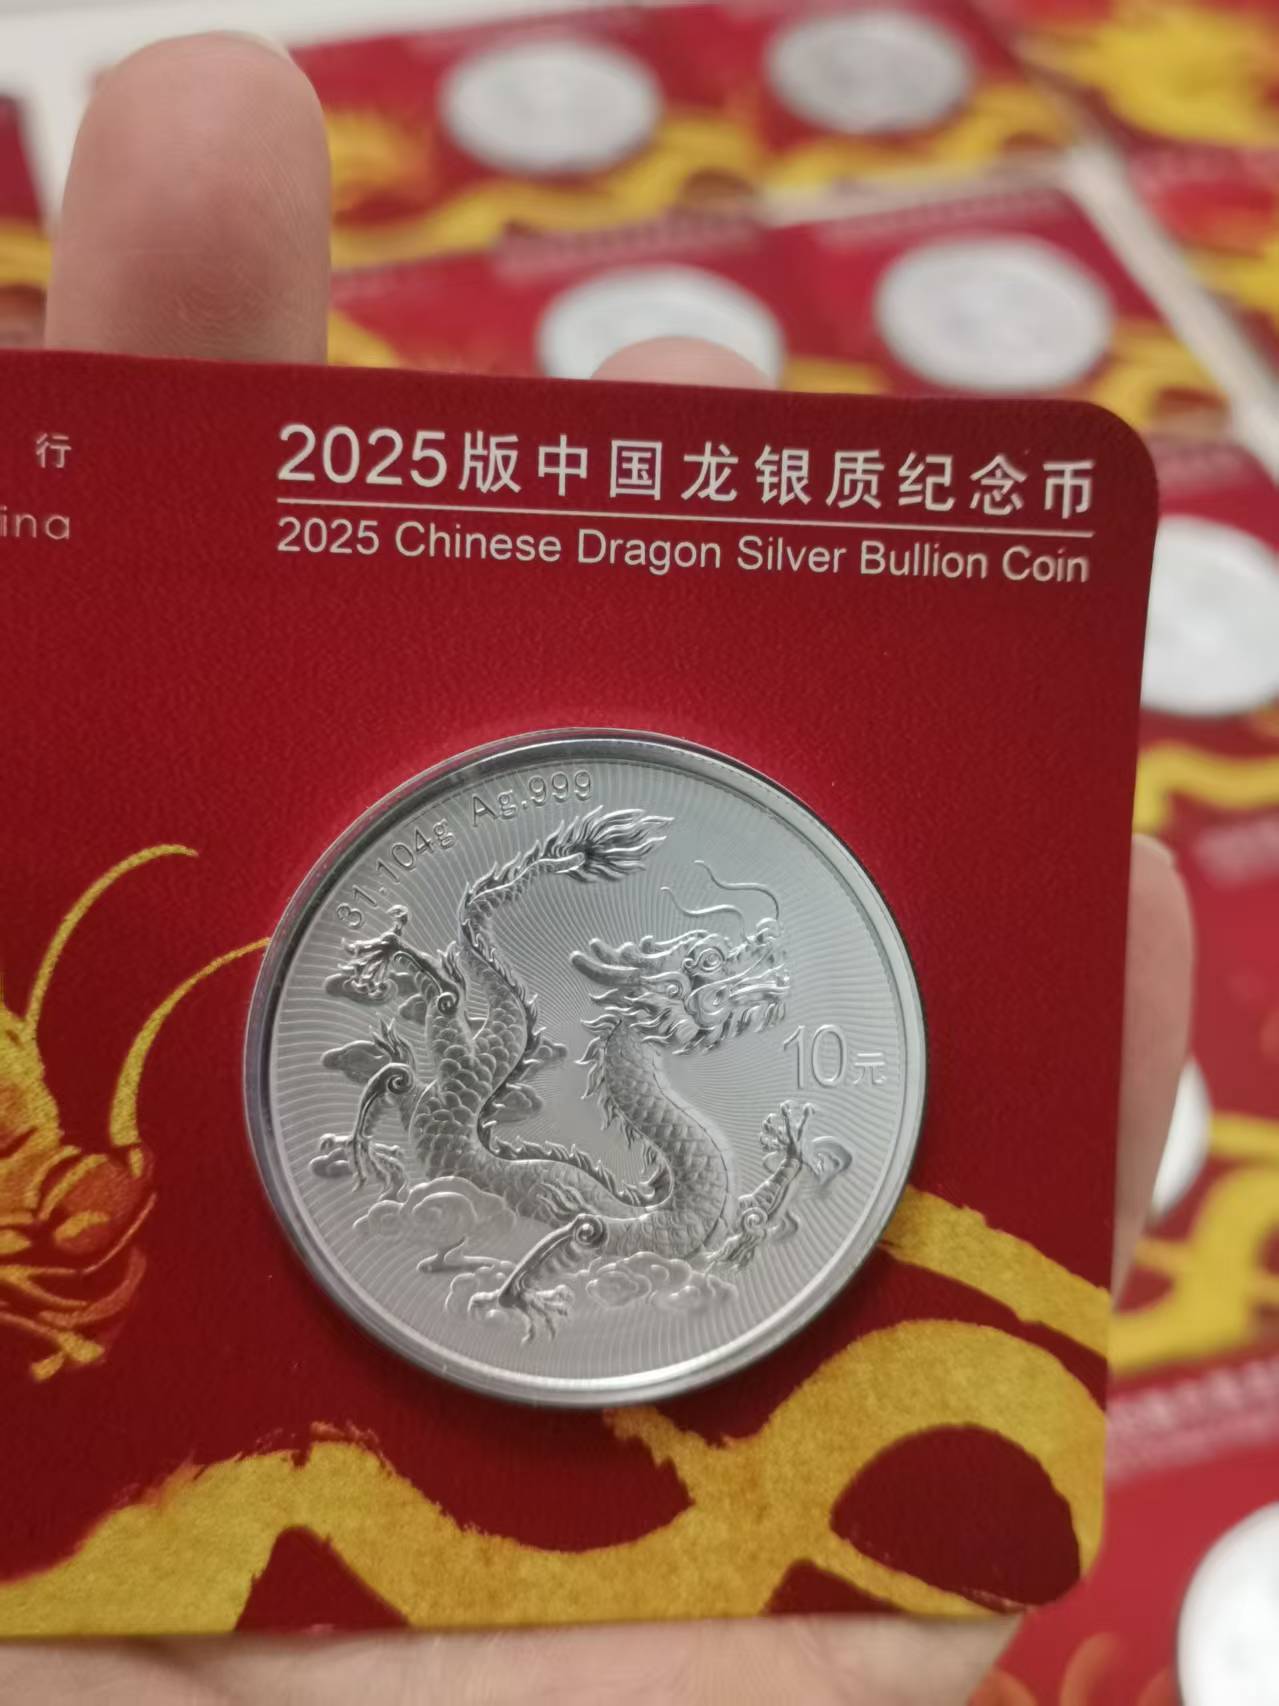 行
ina
2025版中国龙银质纪念币
2025 Chinese Dragon Silver Bullion Coin
31.104g Ag.999
10元